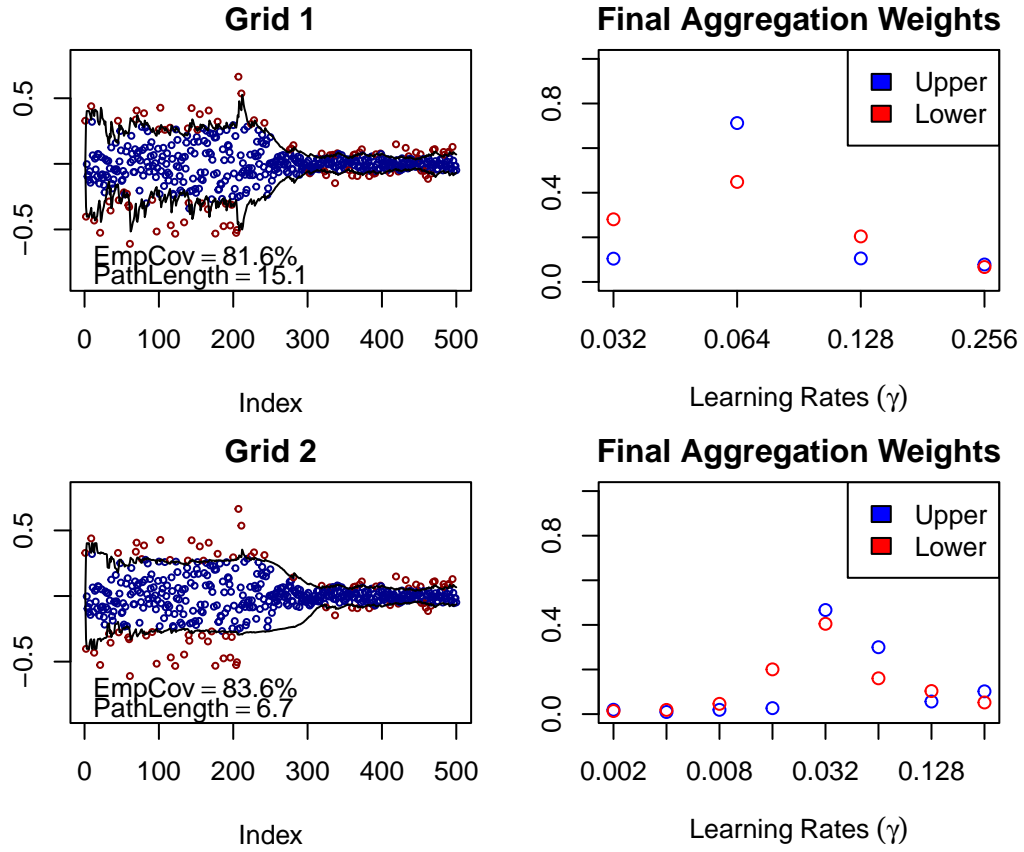 Grid 1
0.5
−0.5
EmpCov = 81.6%
PathLength = 15.1
0 100 200 300 400 500
Index
Final Aggregation Weights
0.8
0.4
0.0
Upper
Lower
0.032 0.064 0.128 0.256
Learning Rates (γ)
Grid 2
0.5
−0.5
EmpCov = 83.6%
PathLength = 6.7
0 100 200 300 400 500
Index
Final Aggregation Weights
0.8
0.4
0.0
Upper
Lower
0.002 0.008 0.032 0.128
Learning Rates (γ)